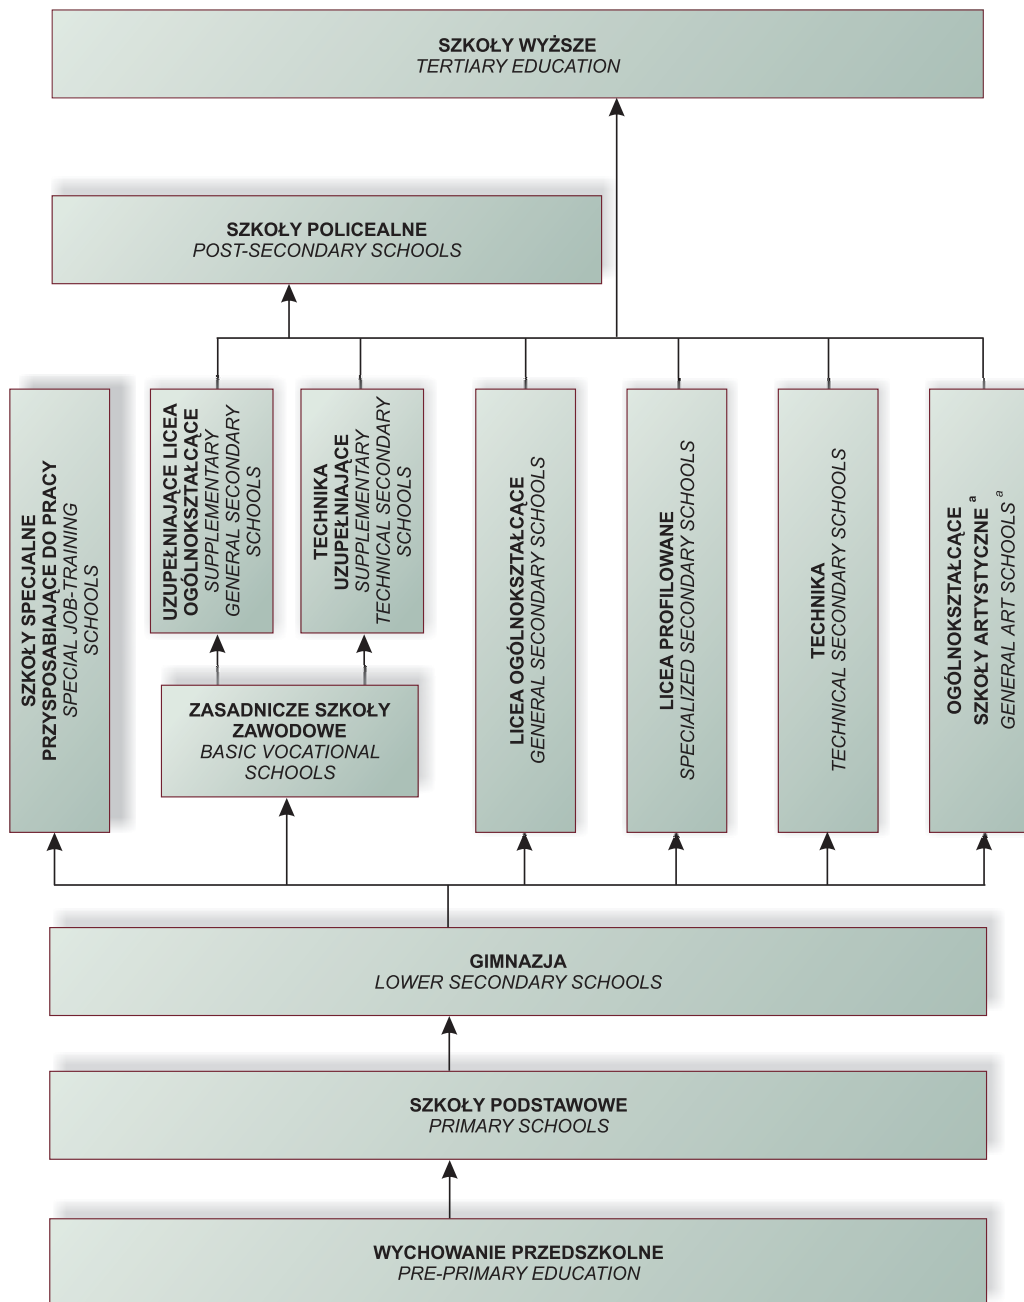 SZKOŁY WYŻSZE
TERTIARY EDUCATION
SZKOŁY POLICEALNE
POST-SECONDARY SCHOOLS
SZKOŁY SPECJALNE
PRZYSPOSABIAJĄCE DO PRACY
SPECIAL JOB-TRAINING
SCHOOLS
UZUPEŁNIAJĄCE LICEA
OGÓLNOKSZTAŁCĄCE
SUPPLEMENTARY
GENERAL SECONDARY
SCHOOLS
TECHNIKA
UZUPEŁNIAJĄCE
SUPPLEMENTARY
TECHNICAL SECONDARY
SCHOOLS
ZASADNICZE SZKOŁY
ZAWODOWE
BASIC VOCATIONAL
SCHOOLS
LICEA OGÓLNOKSZTAŁCĄCE
GENERAL SECONDARY SCHOOLS
LICEA PROFILOWANE
SPECIALIZED SECONDARY SCHOOLS
TECHNIKA
TECHNICAL SECONDARY SCHOOLS
OGÓLNOKSZTAŁCĄCE
SZKOŁY ARTYSTYCZNE a
GENERAL ART SCHOOLS a
GIMNAZJA
LOWER SECONDARY SCHOOLS
SZKOŁY PODSTAWOWE
PRIMARY SCHOOLS
WYCHOWANIE PRZEDSZKOLNE
PRE-PRIMARY EDUCATION